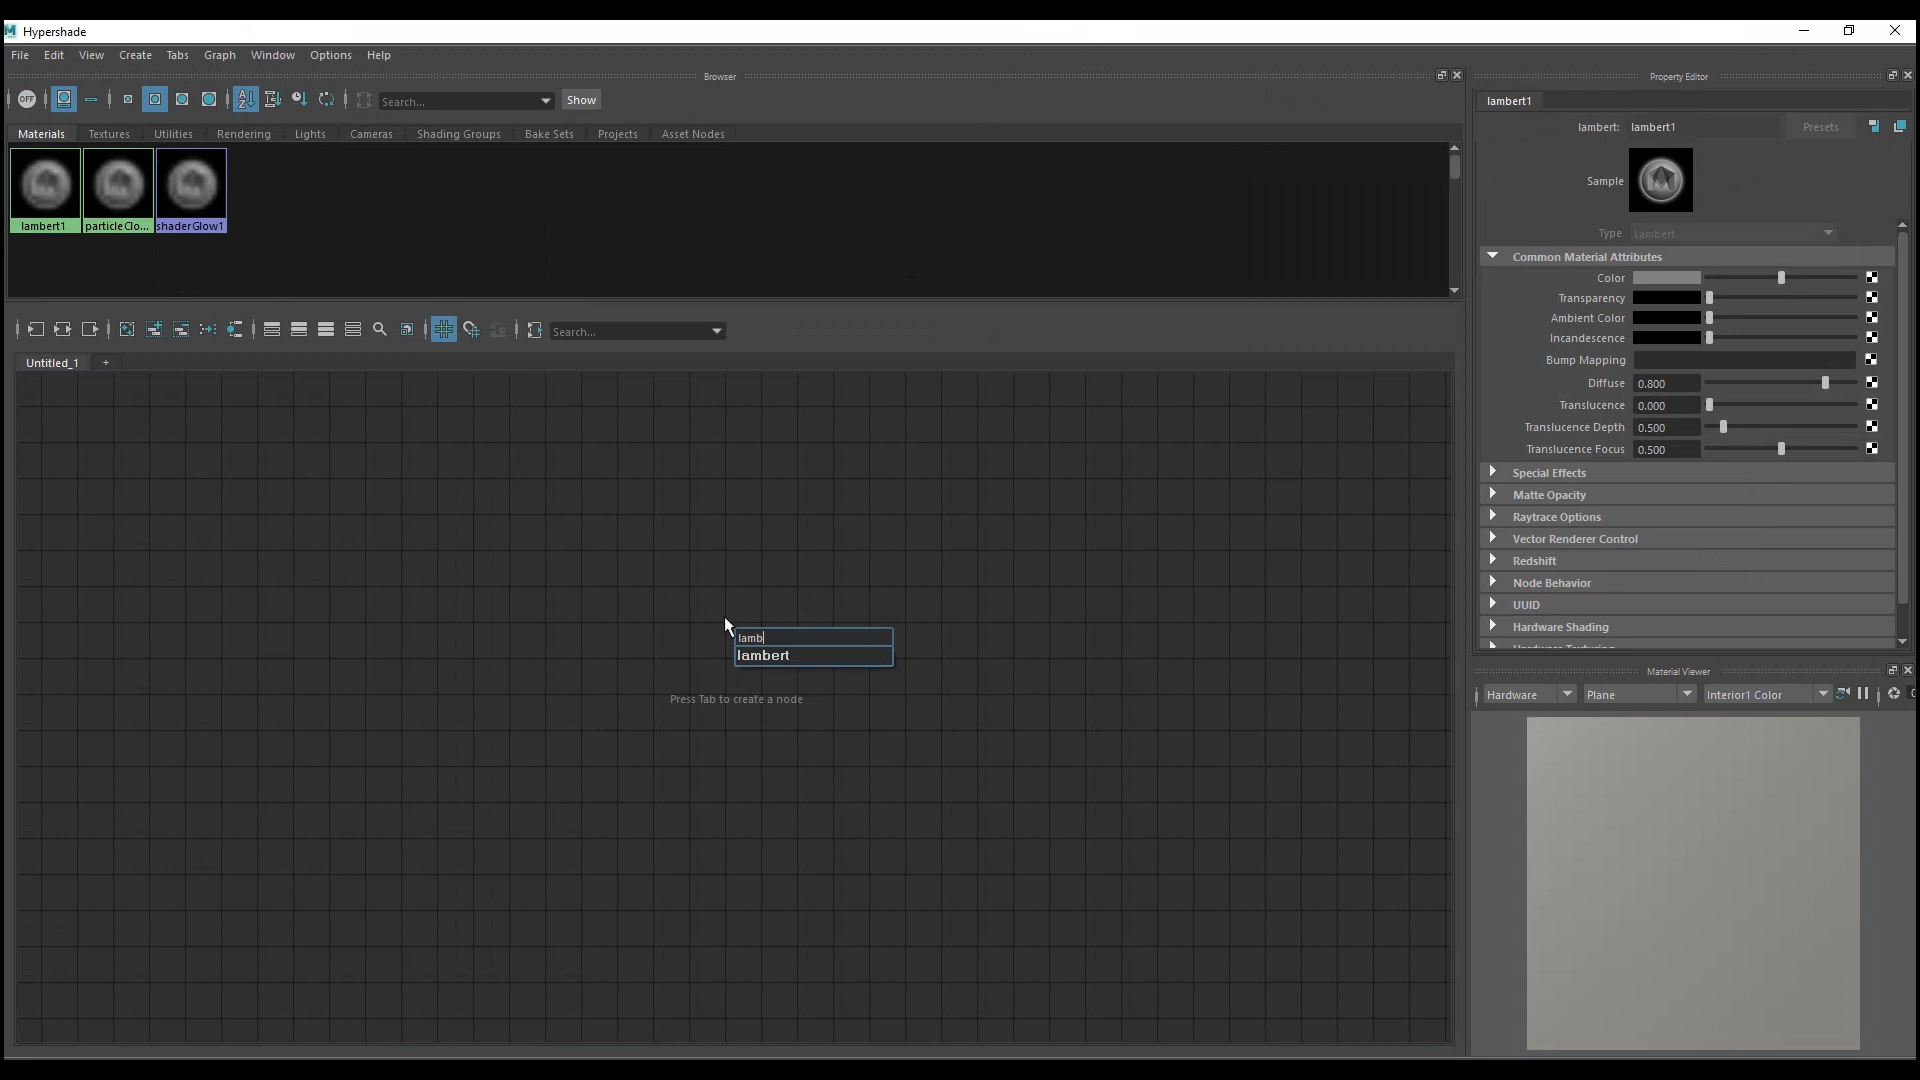 Hypershade
File Edit View Create Tabs Graph Window Options Help
Browser
OFF Search... Show
Materials Textures Utilities Rendering Lights Cameras Shading Groups Bake Sets Projects Asset Nodes
lambert1 particleClo... shaderGlow1
Search...
Untitled_1 +
lamb
lambert
Press Tab to create a node
Property Editor
lambert1
lambert: lambert1 Presets
Sample
Type Lambert
Common Material Attributes
Color
Transparency
Ambient Color
Incandescence
Bump Mapping
Diffuse 0.800
Translucence 0.000
Translucence Depth 0.500
Translucence Focus 0.500
Special Effects
Matte Opacity
Raytrace Options
Vector Renderer Control
Redshift
Node Behavior
UUID
Hardware Shading
Hardware Texturing
Material Viewer
Hardware Plane Interior1 Color